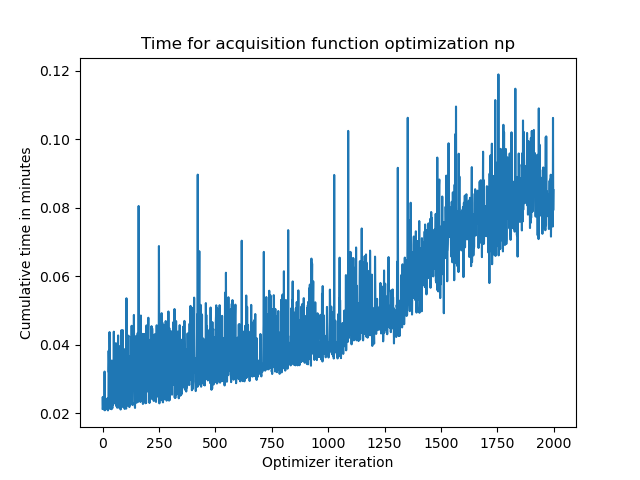 Time for acquisition function optimization np
0.12
0.10
0.08
0.06
0.04
0.02
Cumulative time in minutes
0 250 500 750 1000 1250 1500 1750 2000
Optimizer iteration